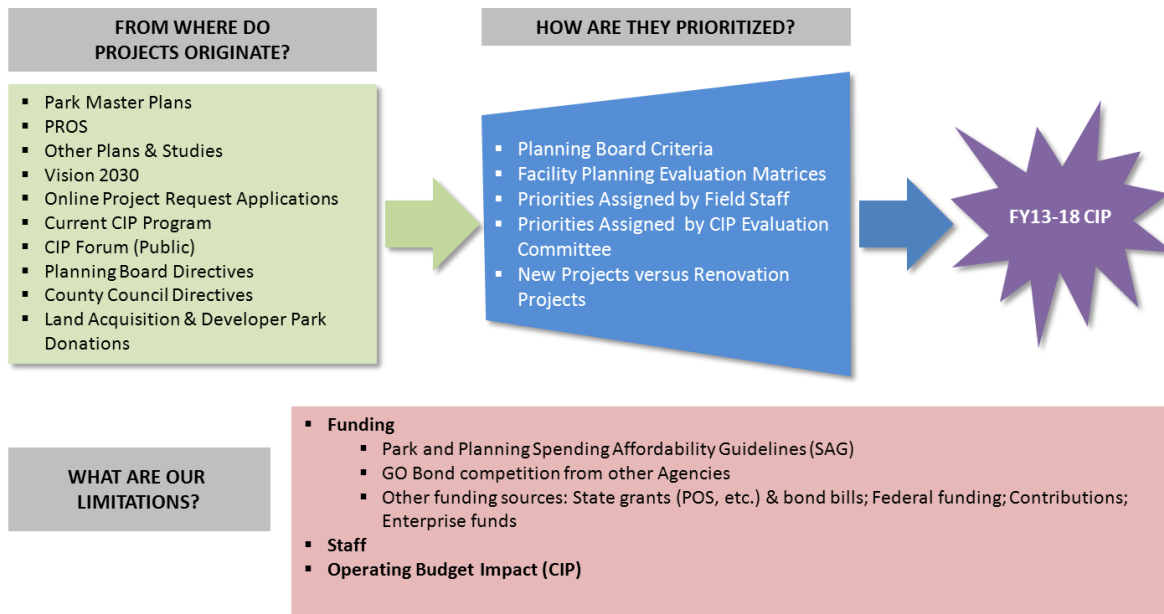 FROM WHERE DO
PROJECTS ORIGINATE?
▪ Park Master Plans
▪ PROS
▪ Other Plans & Studies
▪ Vision 2030
▪ Online Project Request Applications
▪ Current CIP Program
▪ CIP Forum (Public)
▪ Planning Board Directives
▪ County Council Directives
▪ Land Acquisition & Developer Park
Donations
HOW ARE THEY PRIORITIZED?
▪ Planning Board Criteria
▪ Facility Planning Evaluation Matrices
▪ Priorities Assigned by Field Staff
▪ Priorities Assigned by CIP Evaluation
Committee
▪ New Projects versus Renovation
Projects
FY13-18 CIP
WHAT ARE OUR
LIMITATIONS?
▪ Funding
▪ Park and Planning Spending Affordability Guidelines (SAG)
▪ GO Bond competition from other Agencies
▪ Other funding sources: State grants (POS, etc.) & bond bills; Federal funding; Contributions;
Enterprise funds
▪ Staff
▪ Operating Budget Impact (CIP)